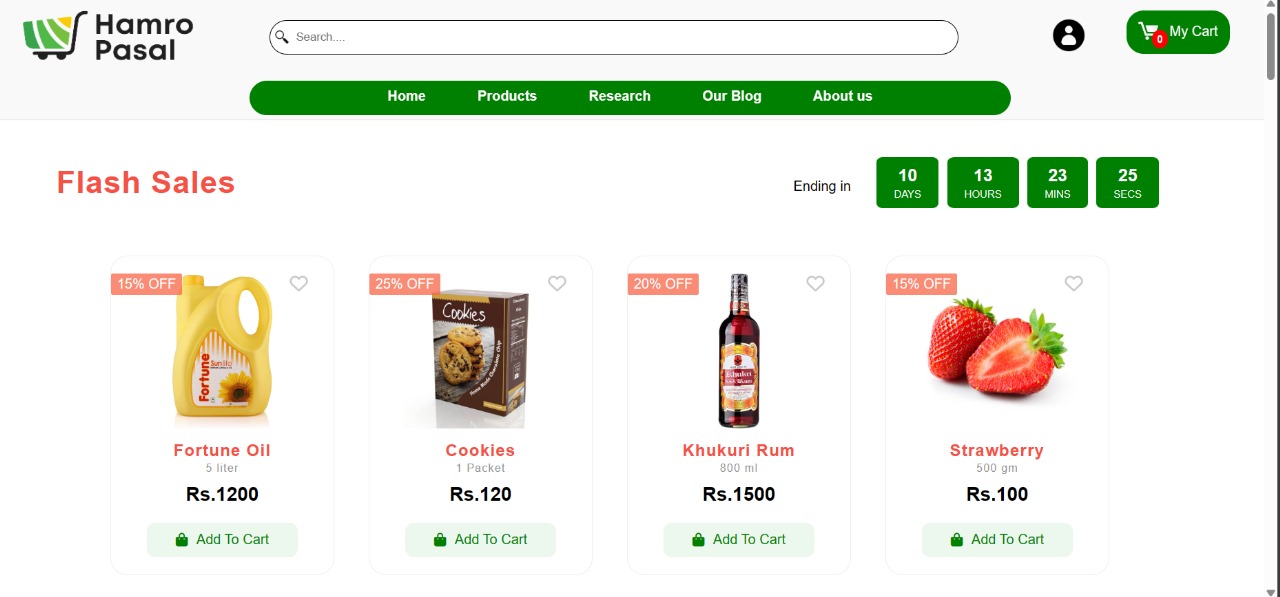 Hamro
Pasal
Search....
0
My Cart
Home Products Research Our Blog About us
Flash Sales
Ending in
10 13 23 25
DAYS HOURS MINS SECS
15% OFF 25% OFF 20% OFF 15% OFF
Fortune
Sunlite
Cookies
Khukuri
Fortune Oil Cookies Khukuri Rum Strawberry
5 liter 1 Packet 800 ml 500 gm
Rs.1200 Rs.120 Rs.1500 Rs.100
Add To Cart Add To Cart Add To Cart Add To Cart